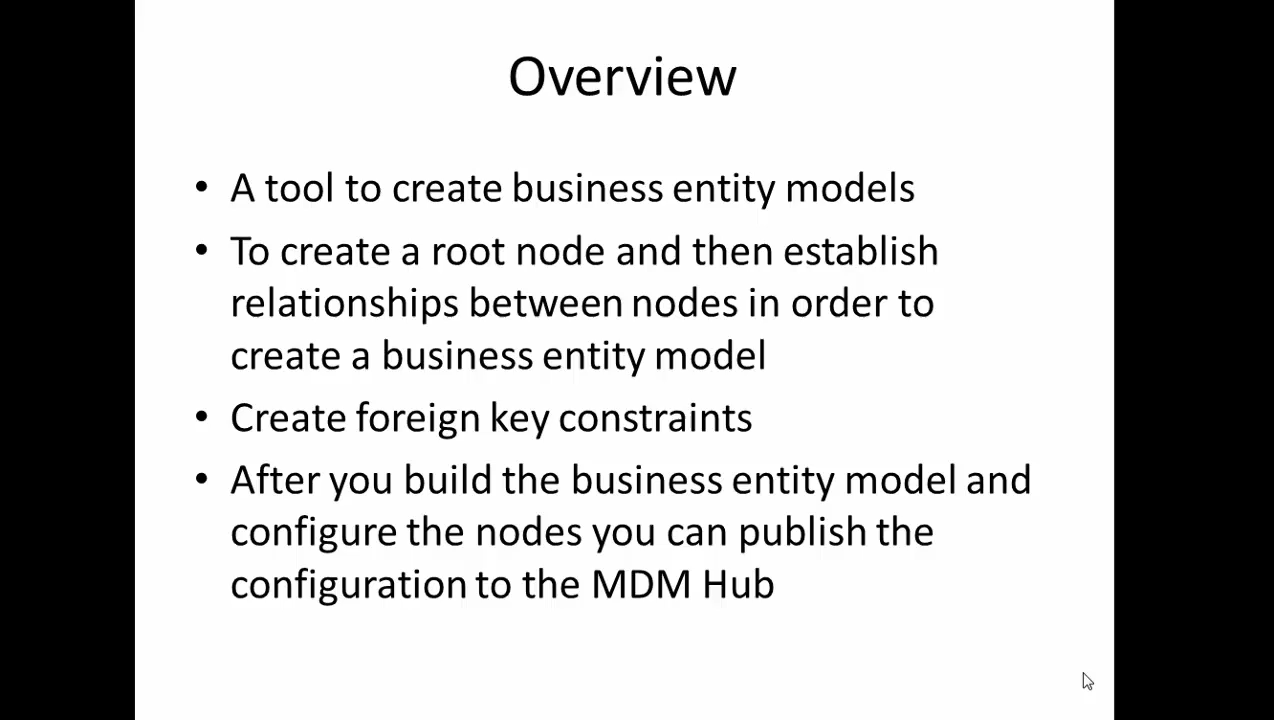 Overview
• A tool to create business entity models
• To create a root node and then establish
relationships between nodes in order to
create a business entity model
• Create foreign key constraints
• After you build the business entity model and
configure the nodes you can publish the
configuration to the MDM Hub